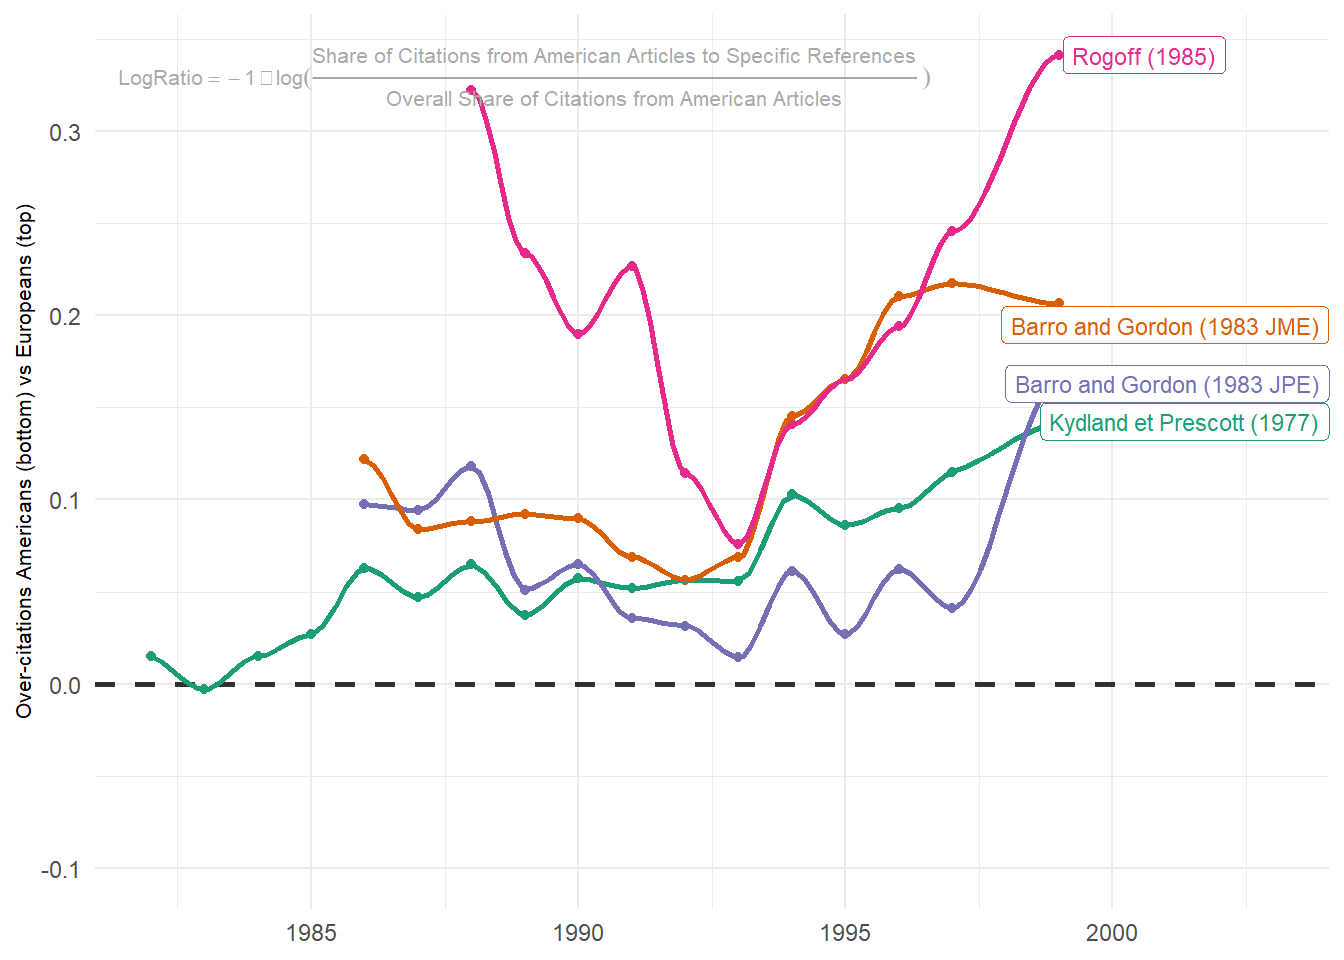 Share of Citations from American Articles to Specific References
LogRatio = − 1 □ log( )
Overall Share of Citations from American Articles
Rogoff (1985)
0.3
0.2
Barro and Gordon (1983 JME)
Barro and Gordon (1983 JPE)
Kydland et Prescott (1977)
0.1
0.0
-0.1
Over-citations Americans (bottom) vs Europeans (top)
1985 1990 1995 2000